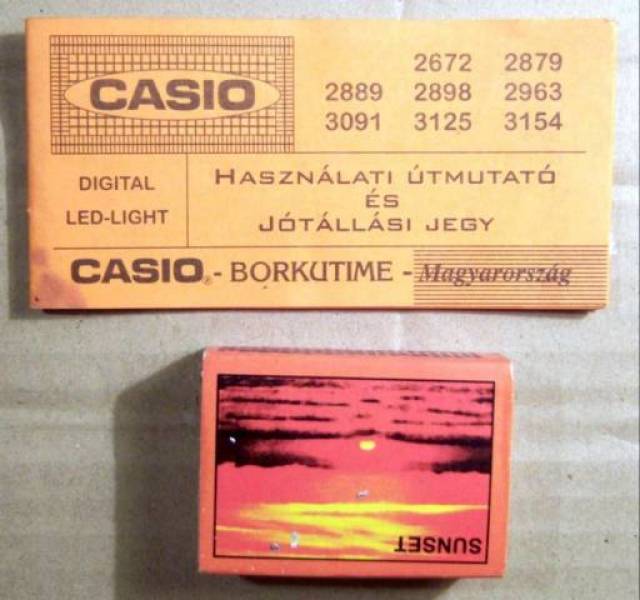 CASIO
2672 2879
2889 2898 2963
3091 3125 3154
DIGITAL
LED-LIGHT
HASZNÁLATI ÚTMUTATÓ
ÉS
JÓTÁLLÁSI JEGY
CASIO®-BORKUTIME-Magyarország
SUNSET